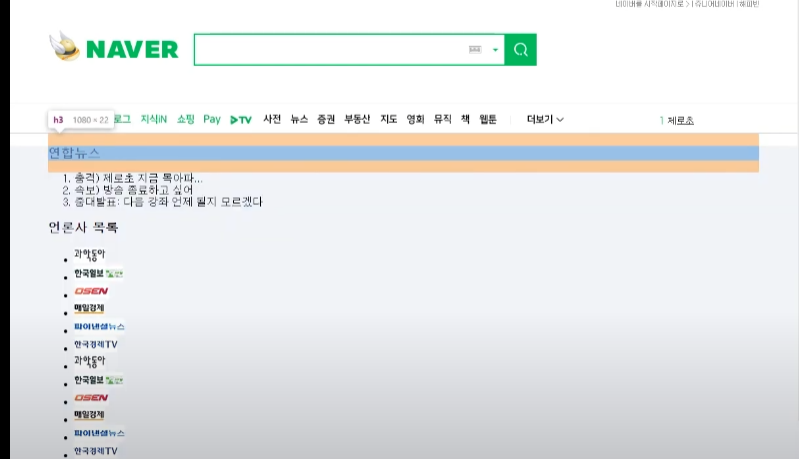 네이버를 시작페이지로 > | 쥬니어네이버 | 해피빈
NAVER
h3 1080 × 22
로그 지식iN 쇼핑 Pay TV 사전 뉴스 증권 부동산 지도 영화 뮤직 책 웹툰 더보기 1 제로초
연합뉴스
1. 충격) 제로초 지금 목아파...
2. 속보) 방송 종료하고 싶어
3. 중대발표: 다음 강좌 언제 될지 모르겠다
언론사 목록
과학동아
한국일보
OSEN
매일경제
파이낸셜뉴스
한국경제TV
과학동아
한국일보
OSEN
매일경제
파이낸셜뉴스
한국경제TV